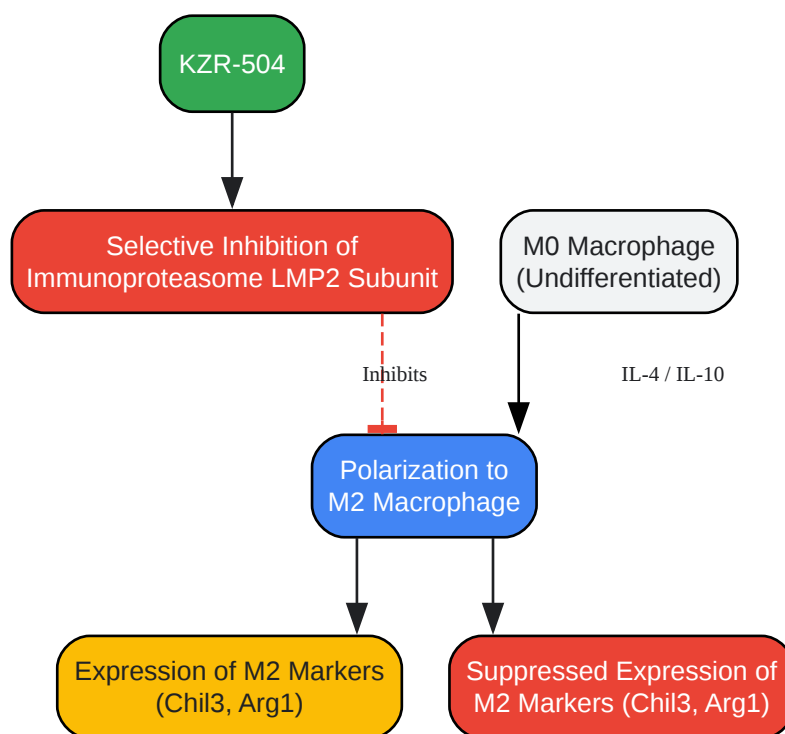 KZR-504
Selective Inhibition of
Immunoproteasome LMP2 Subunit
M0 Macrophage
(Undifferentiated)
Inhibits
IL-4 / IL-10
Polarization to
M2 Macrophage
Expression of M2 Markers
(Chil3, Arg1)
Suppressed Expression of
M2 Markers (Chil3, Arg1)